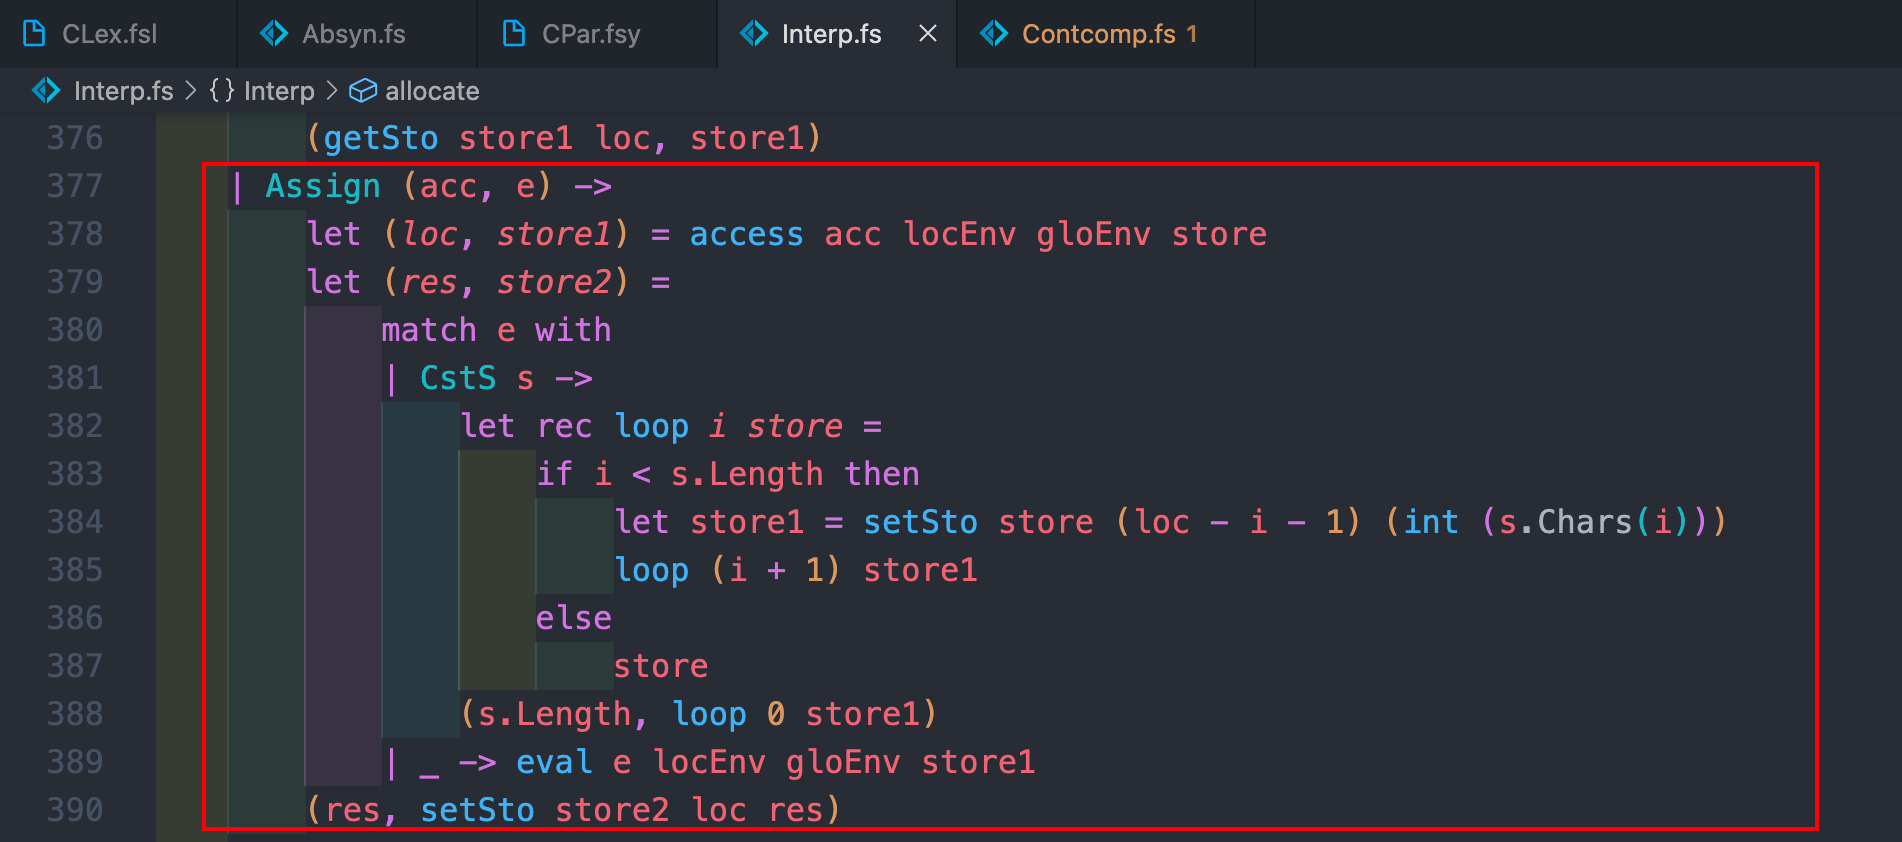 CLex.fsl Absyn.fs CPar.fsy Interp.fs Contcomp.fs 1
Interp.fs > {} Interp > allocate
376 (getSto store1 loc, store1)
377 | Assign (acc, e) ->
378 let (loc, store1) = access acc locEnv gloEnv store
379 let (res, store2) =
380 match e with
381 | CstS s ->
382 let rec loop i store =
383 if i < s.Length then
384 let store1 = setSto store (loc - i - 1) (int (s.Chars(i)))
385 loop (i + 1) store1
386 else
387 store
388 (s.Length, loop 0 store1)
389 | _ -> eval e locEnv gloEnv store1
390 (res, setSto store2 loc res)